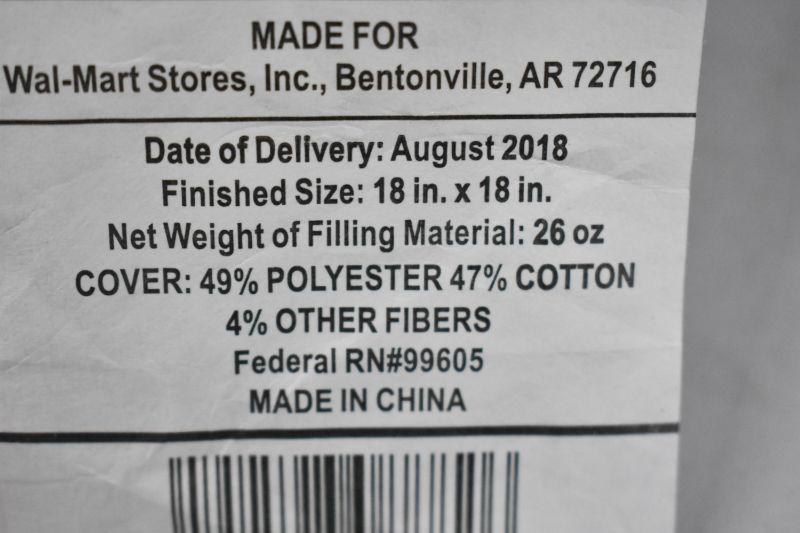 MADE FOR
Wal-Mart Stores, Inc., Bentonville, AR 72716
Date of Delivery: August 2018
Finished Size: 18 in. x 18 in.
Net Weight of Filling Material: 26 oz
COVER: 49% POLYESTER 47% COTTON
4% OTHER FIBERS
Federal RN#99605
MADE IN CHINA